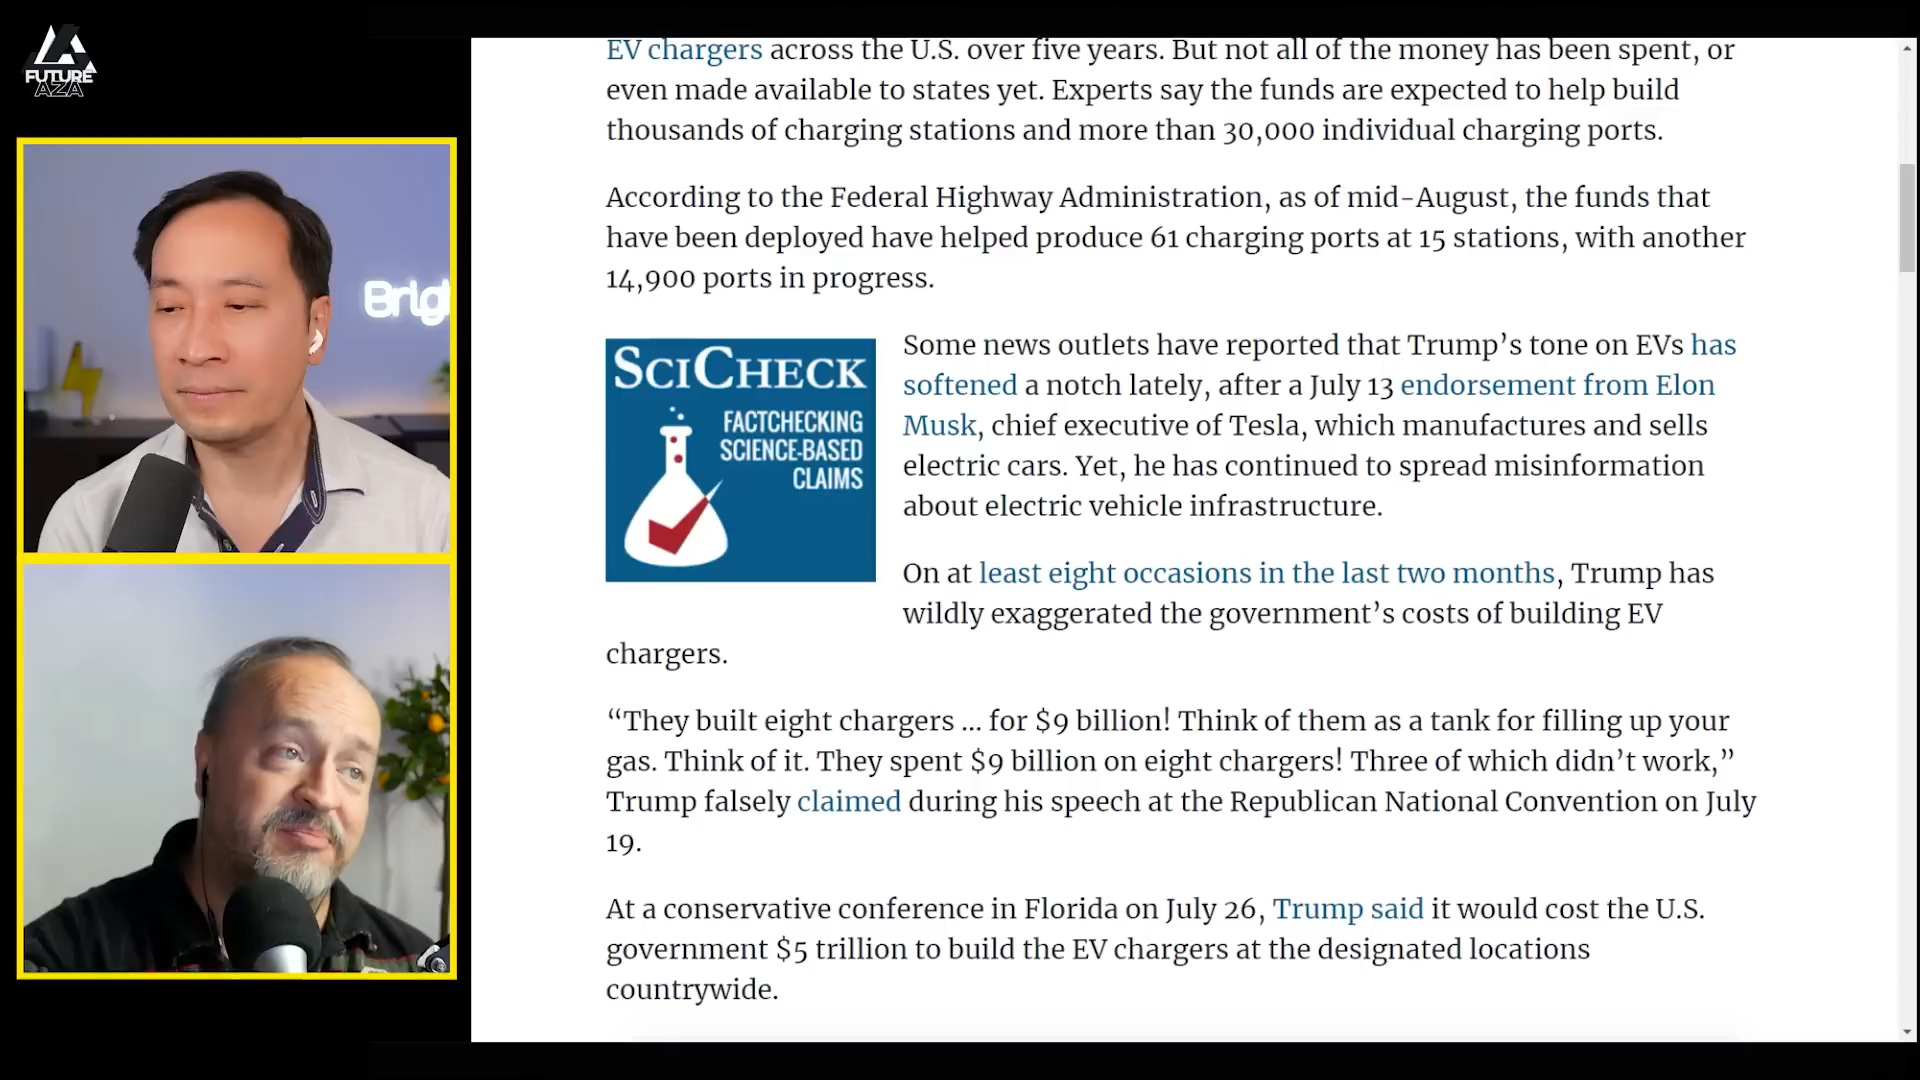 FUTURE
AZA
Brig
EV chargers across the U.S. over five years. But not all of the money has been spent, or
even made available to states yet. Experts say the funds are expected to help build
thousands of charging stations and more than 30,000 individual charging ports.
According to the Federal Highway Administration, as of mid-August, the funds that
have been deployed have helped produce 61 charging ports at 15 stations, with another
14,900 ports in progress.
SCICHECK
FACTCHECKING
SCIENCE-BASED
CLAIMS
Some news outlets have reported that Trump’s tone on EVs has
softened a notch lately, after a July 13 endorsement from Elon
Musk, chief executive of Tesla, which manufactures and sells
electric cars. Yet, he has continued to spread misinformation
about electric vehicle infrastructure.
On at least eight occasions in the last two months, Trump has
wildly exaggerated the government’s costs of building EV
chargers.
“They built eight chargers … for $9 billion! Think of them as a tank for filling up your
gas. Think of it. They spent $9 billion on eight chargers! Three of which didn’t work,”
Trump falsely claimed during his speech at the Republican National Convention on July
19.
At a conservative conference in Florida on July 26, Trump said it would cost the U.S.
government $5 trillion to build the EV chargers at the designated locations
countrywide.